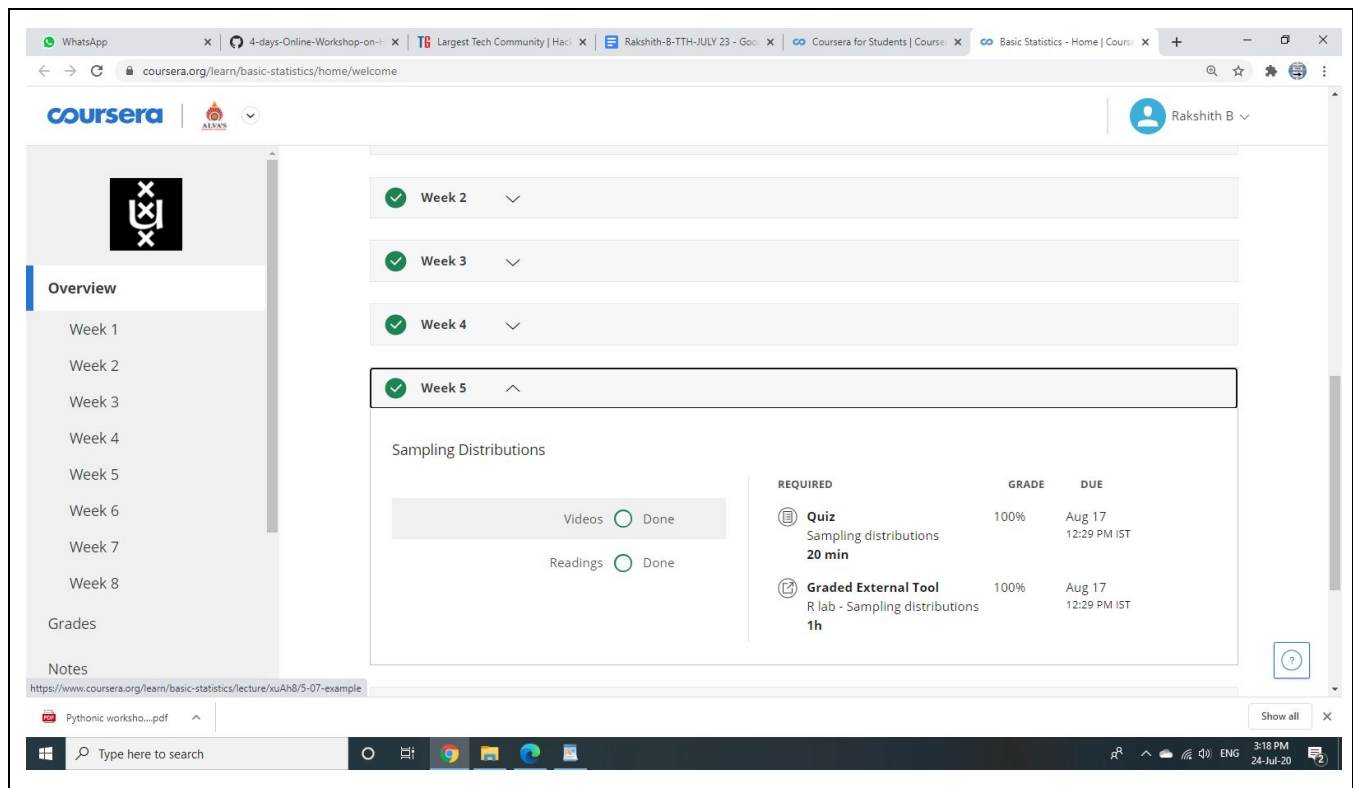 WhatsApp
4-days-Online-Workshop-on-H
TG Largest Tech Community | Hac
Rakshith-B-TTH-JULY 23 - Goo
Coursera for Students | Course
Basic Statistics - Home | Cours
coursera.org/learn/basic-statistics/home/welcome
coursera
ALVA'S
Rakshith B
Overview
Week 1
Week 2
Week 3
Week 4
Week 5
Week 6
Week 7
Week 8
Grades
Notes
Week 2
Week 3
Week 4
Week 5
Sampling Distributions
Videos Done
Readings Done
REQUIRED GRADE DUE
Quiz 100% Aug 17
Sampling distributions 12:29 PM IST
20 min
Graded External Tool 100% Aug 17
R lab - Sampling distributions 12:29 PM IST
1h
?
https://www.coursera.org/learn/basic-statistics/lecture/xuAh8/5-07-example
PDF Pythonic worksho....pdf
Show all
Type here to search
ENG
3:18 PM
24-Jul-20
2